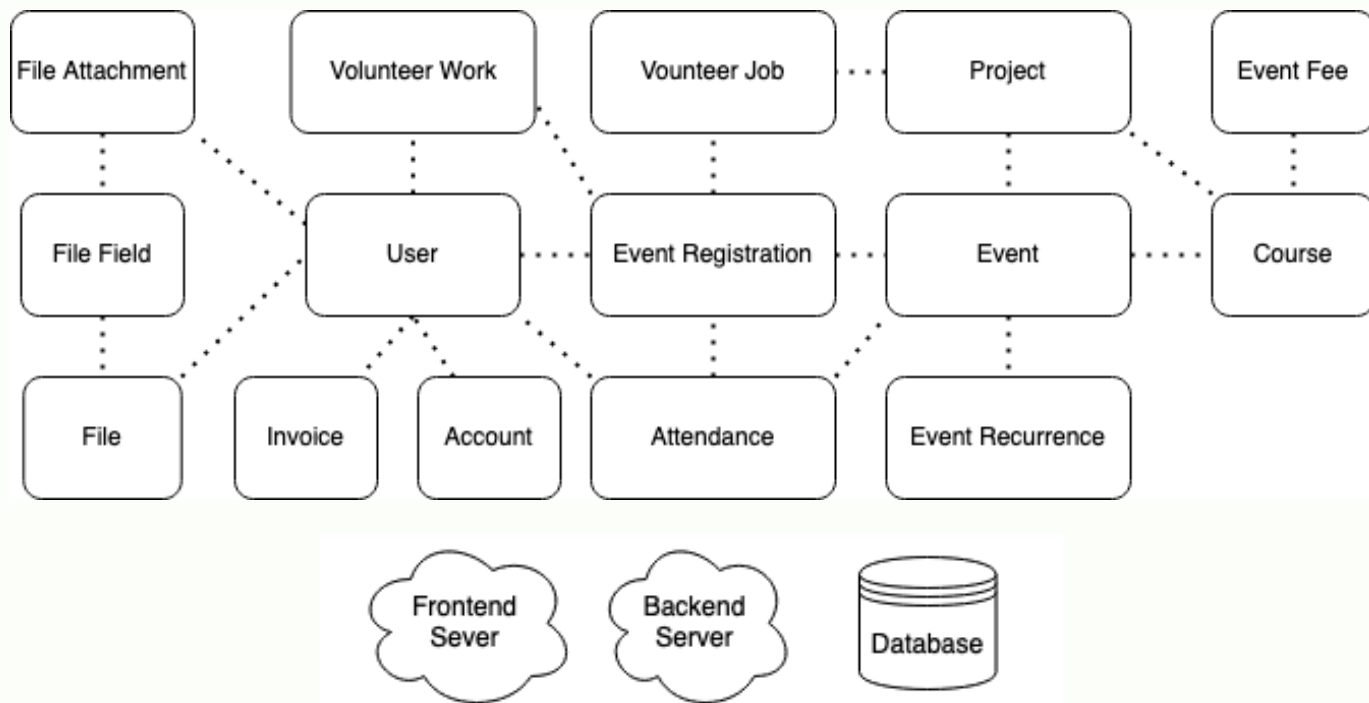 File Attachment
Volunteer Work
Vounteer Job
Project
Event Fee
File Field
User
Event Registration
Event
Course
File
Invoice
Account
Attendance
Event Recurrence
Frontend
Sever
Backend
Server
Database